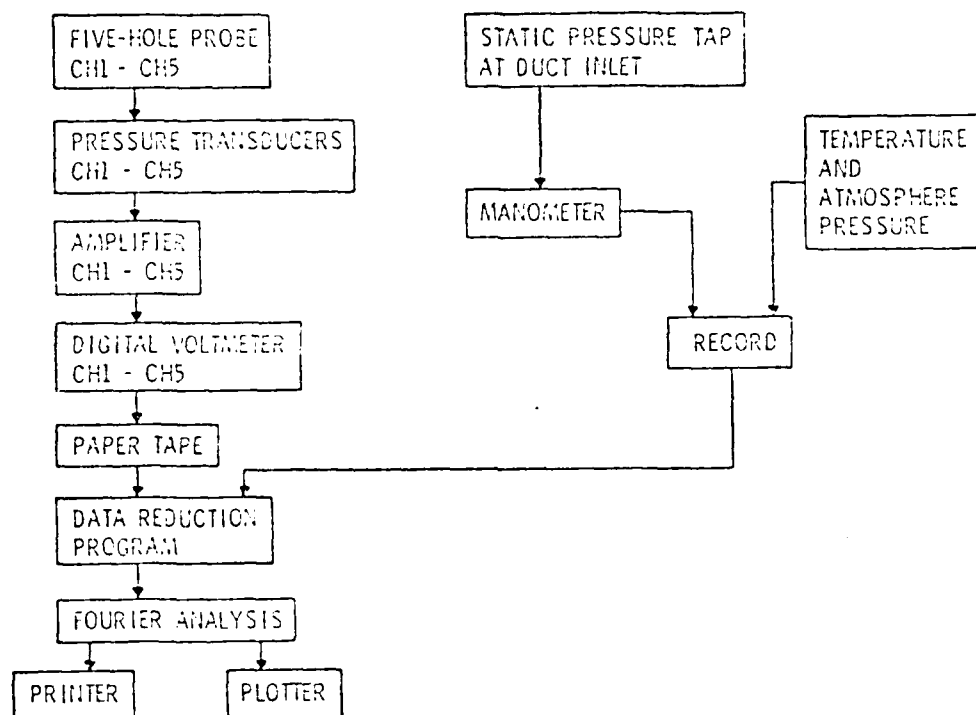 FIVE-HOLE PROBE
CH1 - CH5
STATIC PRESSURE TAP
AT DUCT INLET
PRESSURE TRANSDUCERS
CH1 - CH5
TEMPERATURE
AND
ATMOSPHERE
PRESSURE
MANOMETER
AMPLIFIER
CH1 - CH5
DIGITAL VOLTMETER
CH1 - CH5
RECORD
PAPER TAPE
DATA REDUCTION
PROGRAM
FOURIER ANALYSIS
PRINTER
PLOTTER